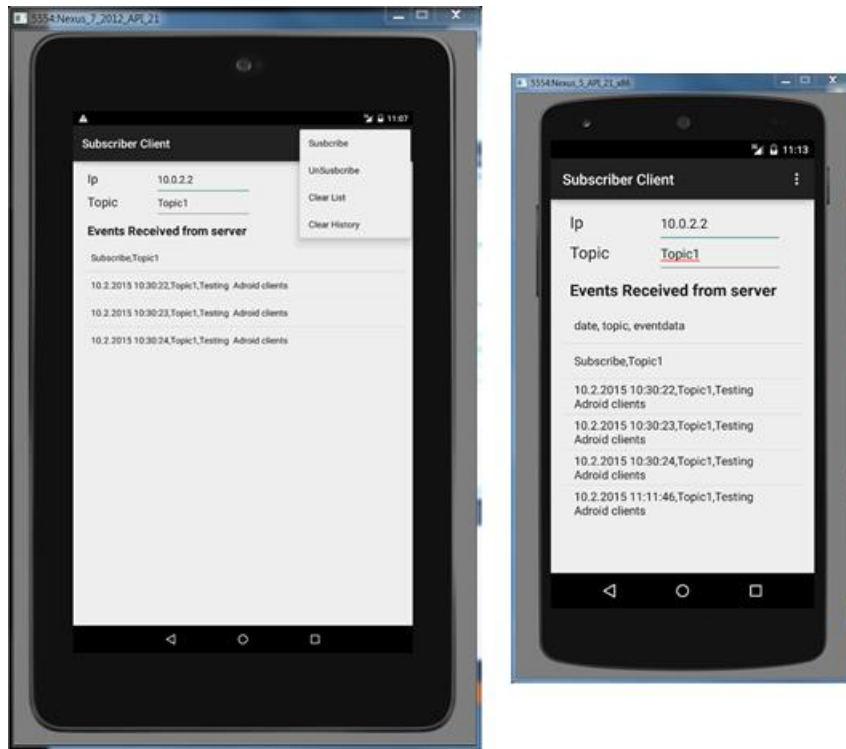 5554:Nexus_7_2012_API_21
11:07
Subscriber Client
Susbcribe
UnSusbcribe
Clear List
Clear History
Ip 10.0.2.2
Topic Topic1
Events Received from server
Subscribe,Topic1
10.2.2015 10:30:22,Topic1,Testing Adroid clients
10.2.2015 10:30:23,Topic1,Testing Adroid clients
10.2.2015 10:30:24,Topic1,Testing Adroid clients
5554:Nexus_5_API_21_x86
11:13
Subscriber Client
Ip 10.0.2.2
Topic Topic1
Events Received from server
date, topic, eventdata
Subscribe,Topic1
10.2.2015 10:30:22,Topic1,Testing
Adroid clients
10.2.2015 10:30:23,Topic1,Testing
Adroid clients
10.2.2015 10:30:24,Topic1,Testing
Adroid clients
10.2.2015 11:11:46,Topic1,Testing
Adroid clients